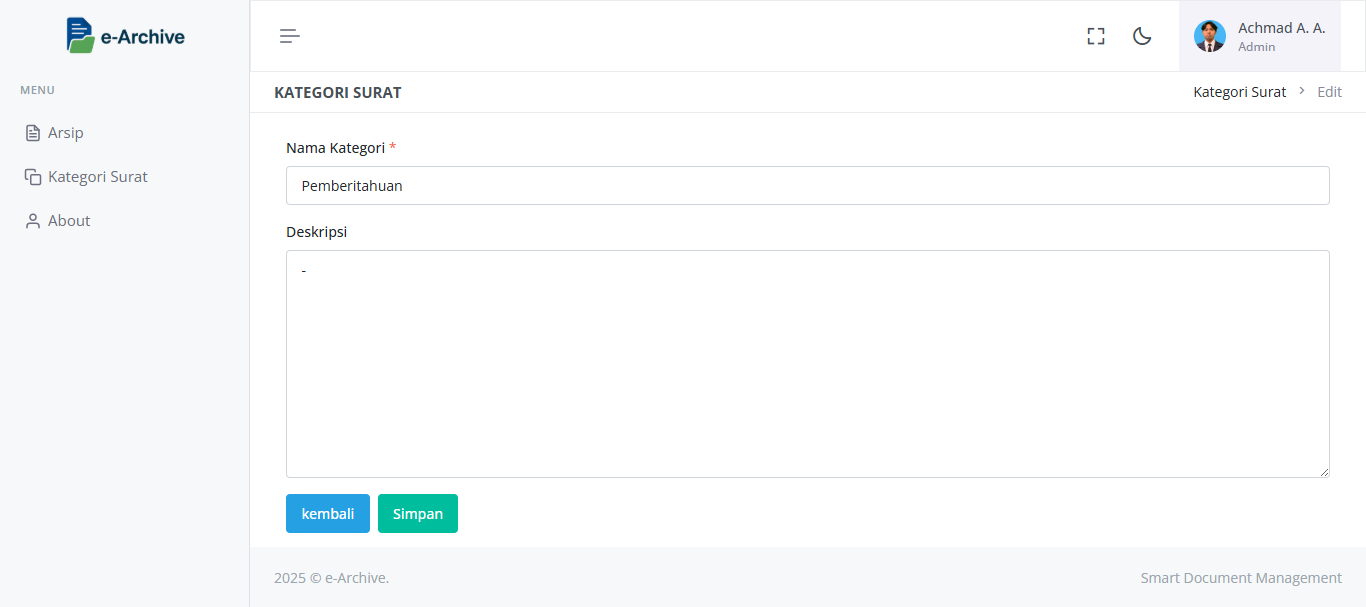 e-Archive
Achmad A. A.
Admin
MENU
Arsip
Kategori Surat
About
KATEGORI SURAT
Kategori Surat > Edit
Nama Kategori *
Pemberitahuan
Deskripsi
-
kembali
Simpan
2025 © e-Archive.
Smart Document Management